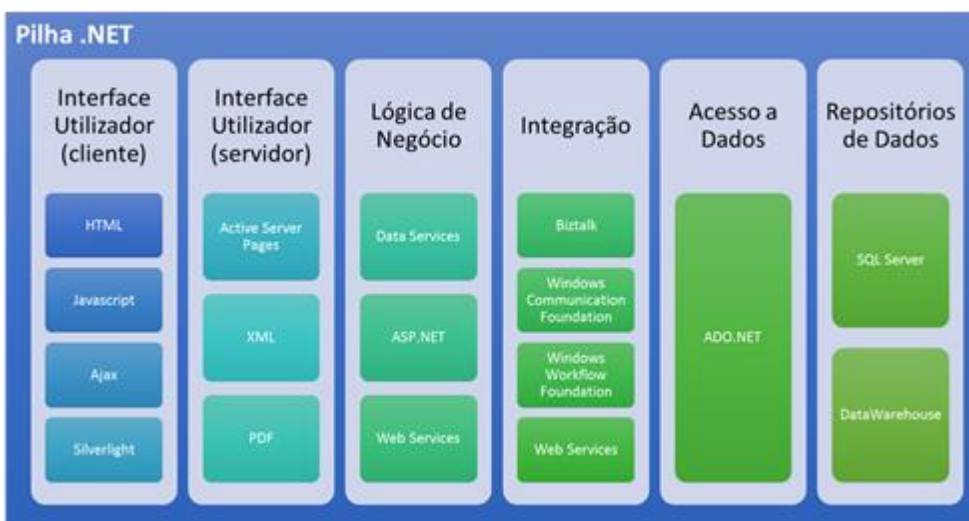 Pilha .NET
Interface
Utilizador
(cliente)
HTML
Javascript
Ajax
Silverlight
Interface
Utilizador
(servidor)
Active Server
Pages
XML
PDF
Lógica de
Negócio
Data Services
ASP.NET
Web Services
Integração
Biztalk
Windows
Communication
Foundation
Windows
Workflow
Foundation
Web Services
Acesso a
Dados
ADO.NET
Repositórios
de Dados
SQL Server
DataWarehouse